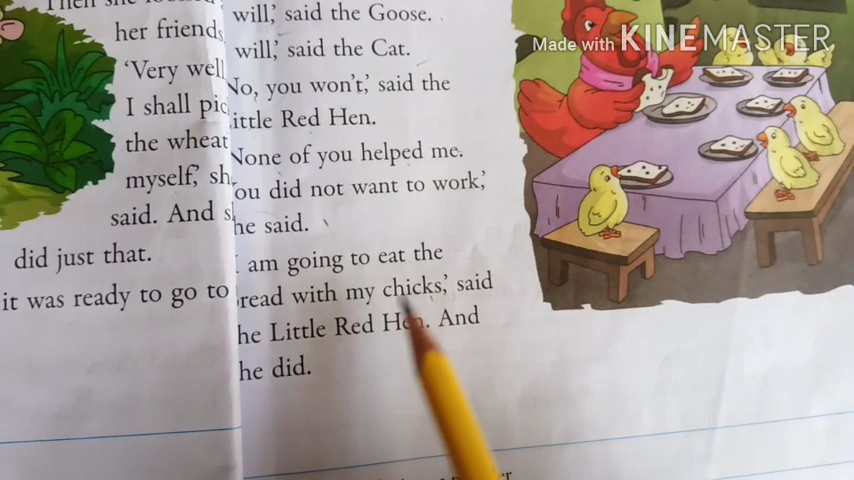 her friends
'Very well
I shall pic
the wheat
myself,' sh
said. And s
did just that.
it was ready to go to
will,' said the Goose.
will,' said the Cat.
No, you won't,' said the
ittle Red Hen.
None of you helped me.
ou did not want to work,'
he said.
am going to eat the
read with my chicks,' said
he Little Red Hen. And
he did.
Made with KINEMASTER